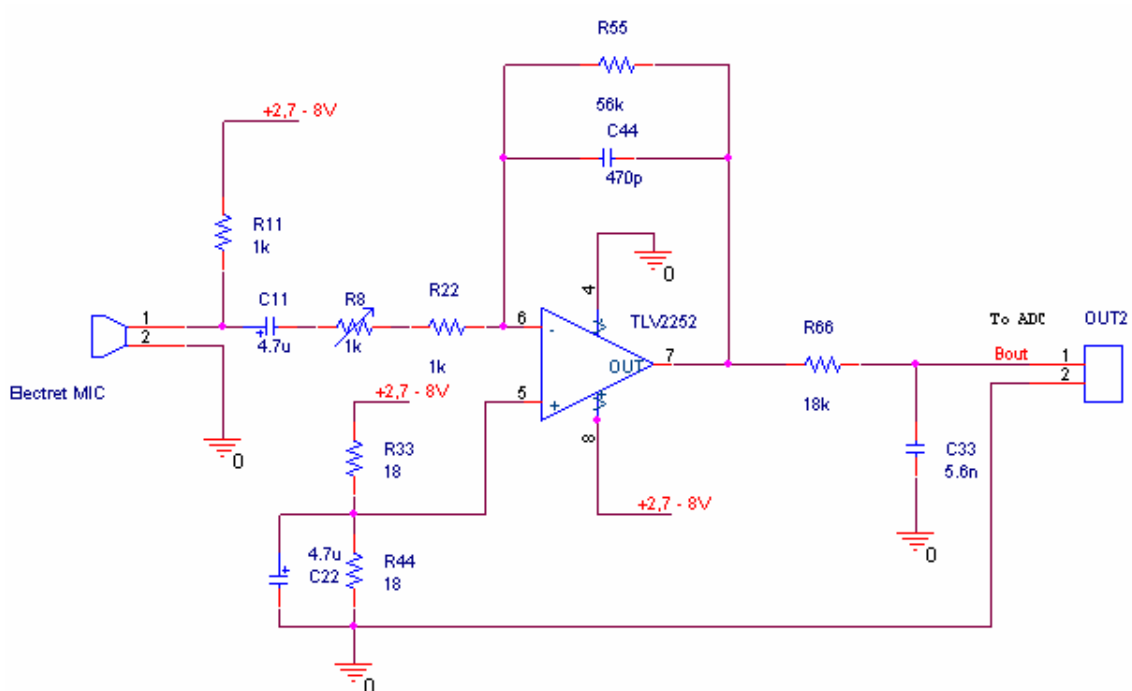 R55
56k
C44
470p
+2,7 - 8V
R11
1k
C11
4.7u
R8
1k
R22
1k
1
2
Electret MIC
0
4
0
TLV2252
6
-
OUT
7
5
+
8
+2,7 - 8V
+2,7 - 8V
R33
18
4.7u
C22
R44
18
0
R66
18k
To ADC
Bout
OUT2
1
2
C33
5.6n
0